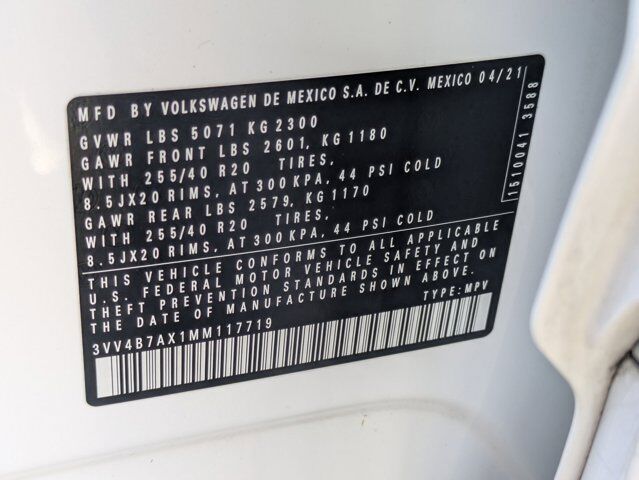 MFD BY VOLKSWAGEN DE MEXICO S.A. DE C.V. MEXICO 04/21
GVWR LBS 5071 KG 2300
GAWR FRONT LBS 2601, KG 1180
WITH 255/40 R20 TIRES,
8.5JX20 RIMS, AT 300 KPA, 44 PSI COLD
GAWR REAR LBS 2579, KG 1170
WITH 255/40 R20 TIRES,
8.5JX20 RIMS, AT 300 KPA, 44 PSI COLD
THIS VEHICLE CONFORMS TO ALL APPLICABLE
U.S. FEDERAL MOTOR VEHICLE SAFETY AND
THEFT PREVENTION STANDARDS IN EFFECT ON
THE DATE OF MANUFACTURE SHOWN ABOVE.
3VV4B7AX1MM117719 TYPE: MPV
1510041 3588